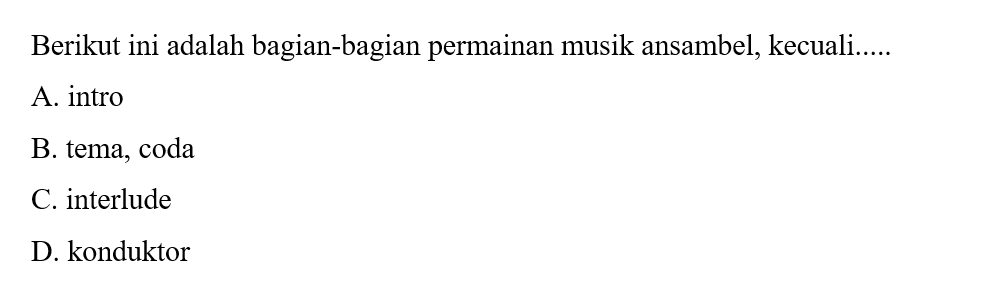 Berikut ini adalah bagian-bagian permainan musik ansambel, kecuali.....
A. intro
B. tema, coda
C. interlude
D. konduktor